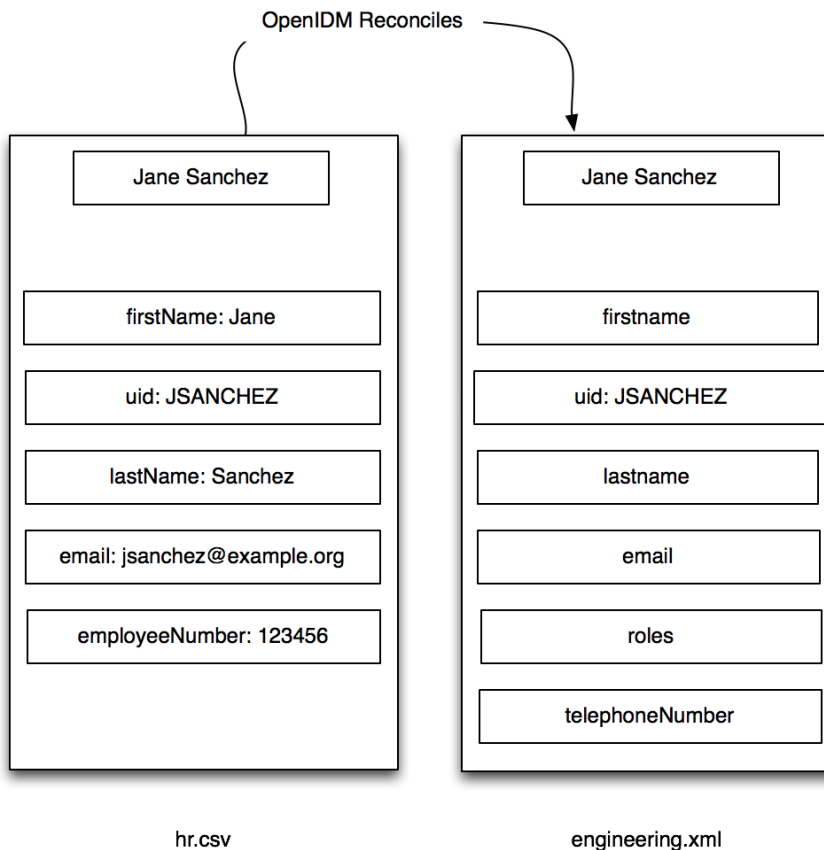 OpenIDM Reconciles
Jane Sanchez
firstName: Jane
uid: JSANCHEZ
lastName: Sanchez
email: jsanchez@example.org
employeeNumber: 123456
hr.csv
Jane Sanchez
firstname
uid: JSANCHEZ
lastname
email
roles
telephoneNumber
engineering.xml